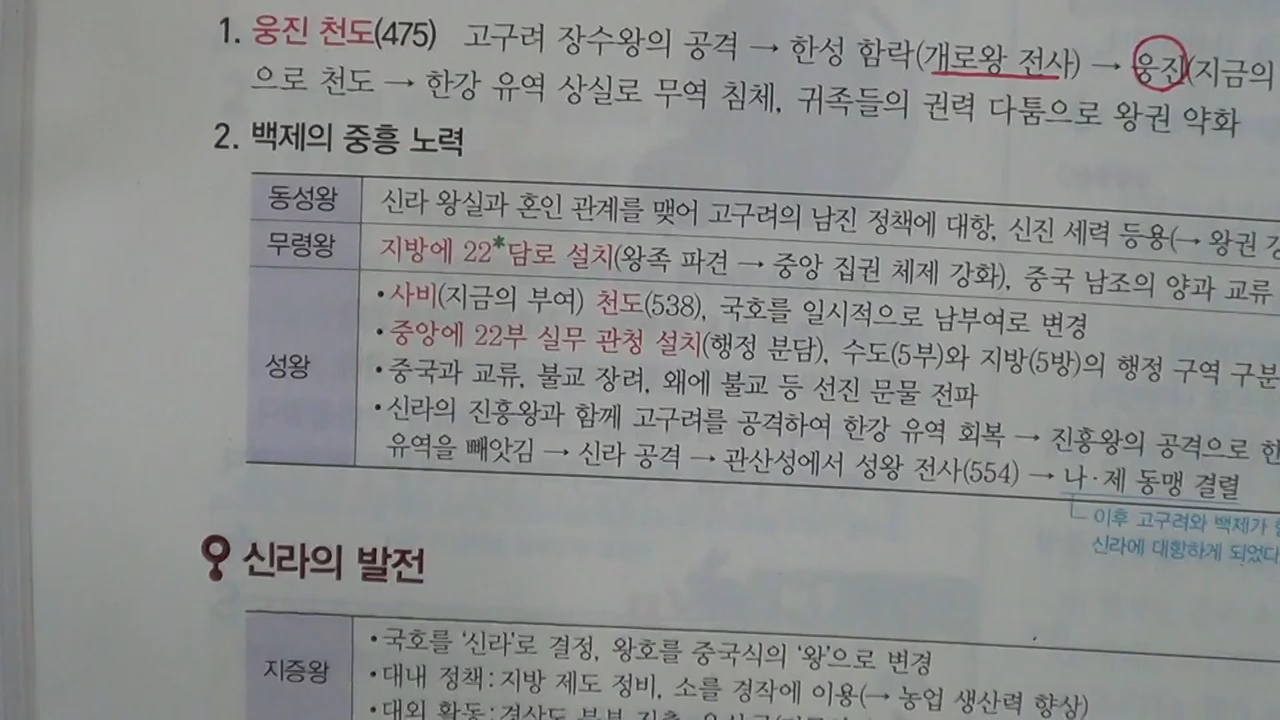 1. 웅진 천도(475) 고구려 장수왕의 공격 → 한성 함락(개로왕 전사) → 웅진(지금의
으로 천도 → 한강 유역 상실로 무역 침체, 귀족들의 권력 다툼으로 왕권 약화
2. 백제의 중흥 노력
동성왕 신라 왕실과 혼인 관계를 맺어 고구려의 남진 정책에 대항, 신진 세력 등용(→ 왕권
무령왕 지방에 22*담로 설치(왕족 파견 → 중앙 집권 체제 강화), 중국 남조의 양과 교류
성왕
• 사비(지금의 부여) 천도(538), 국호를 일시적으로 남부여로 변경
• 중앙에 22부 실무 관청 설치(행정 분담), 수도(5부)와 지방(5방)의 행정 구역 구분
• 중국과 교류, 불교 장려, 왜에 불교 등 선진 문물 전파
• 신라의 진흥왕과 함께 고구려를 공격하여 한강 유역 회복 → 진흥왕의 공격으로 한
유역을 빼앗김 → 신라 공격 → 관산성에서 성왕 전사(554) → 나·제 동맹 결렬
이후 고구려와 백제가
신라에 대항하게 되었다.
신라의 발전
지증왕
• 국호를 '신라'로 결정, 왕호를 중국식의 '왕'으로 변경
• 대내 정책: 지방 제도 정비, 소를 경작에 이용(→ 농업 생산력 향상)
• 대외 활동: